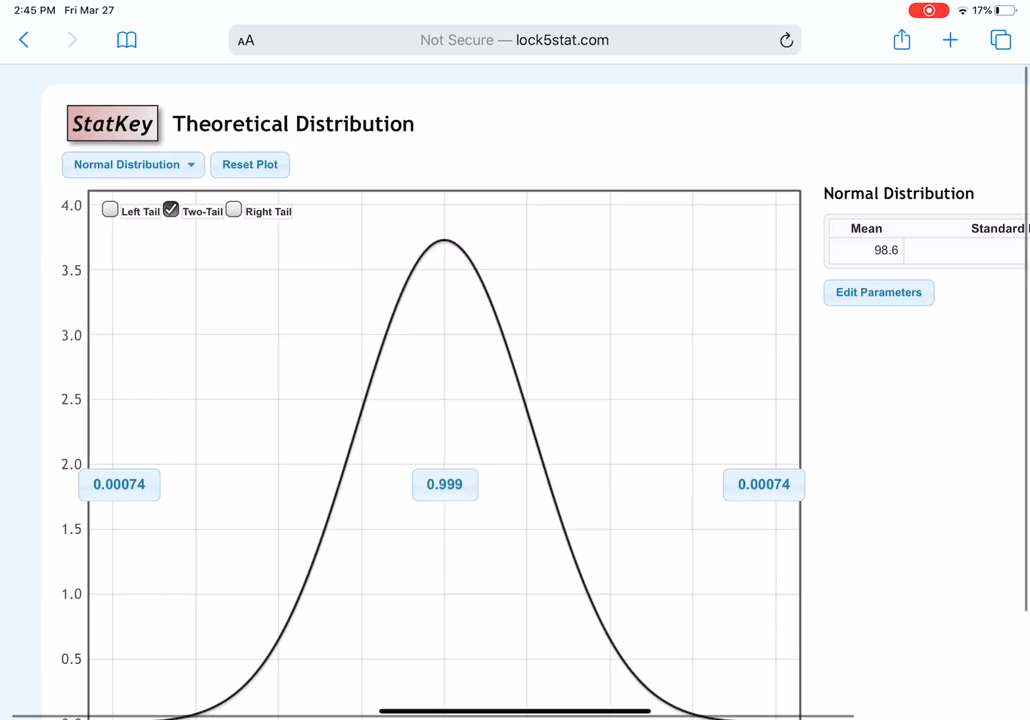 2:45 PM Fri Mar 27
17%
AA Not Secure — lock5stat.com
StatKey Theoretical Distribution
Normal Distribution Reset Plot
Normal Distribution
4.0
Left Tail Two-Tail Right Tail
Mean Standard
98.6
3.5
Edit Parameters
3.0
2.5
2.0
0.00074 0.999 0.00074
1.5
1.0
0.5